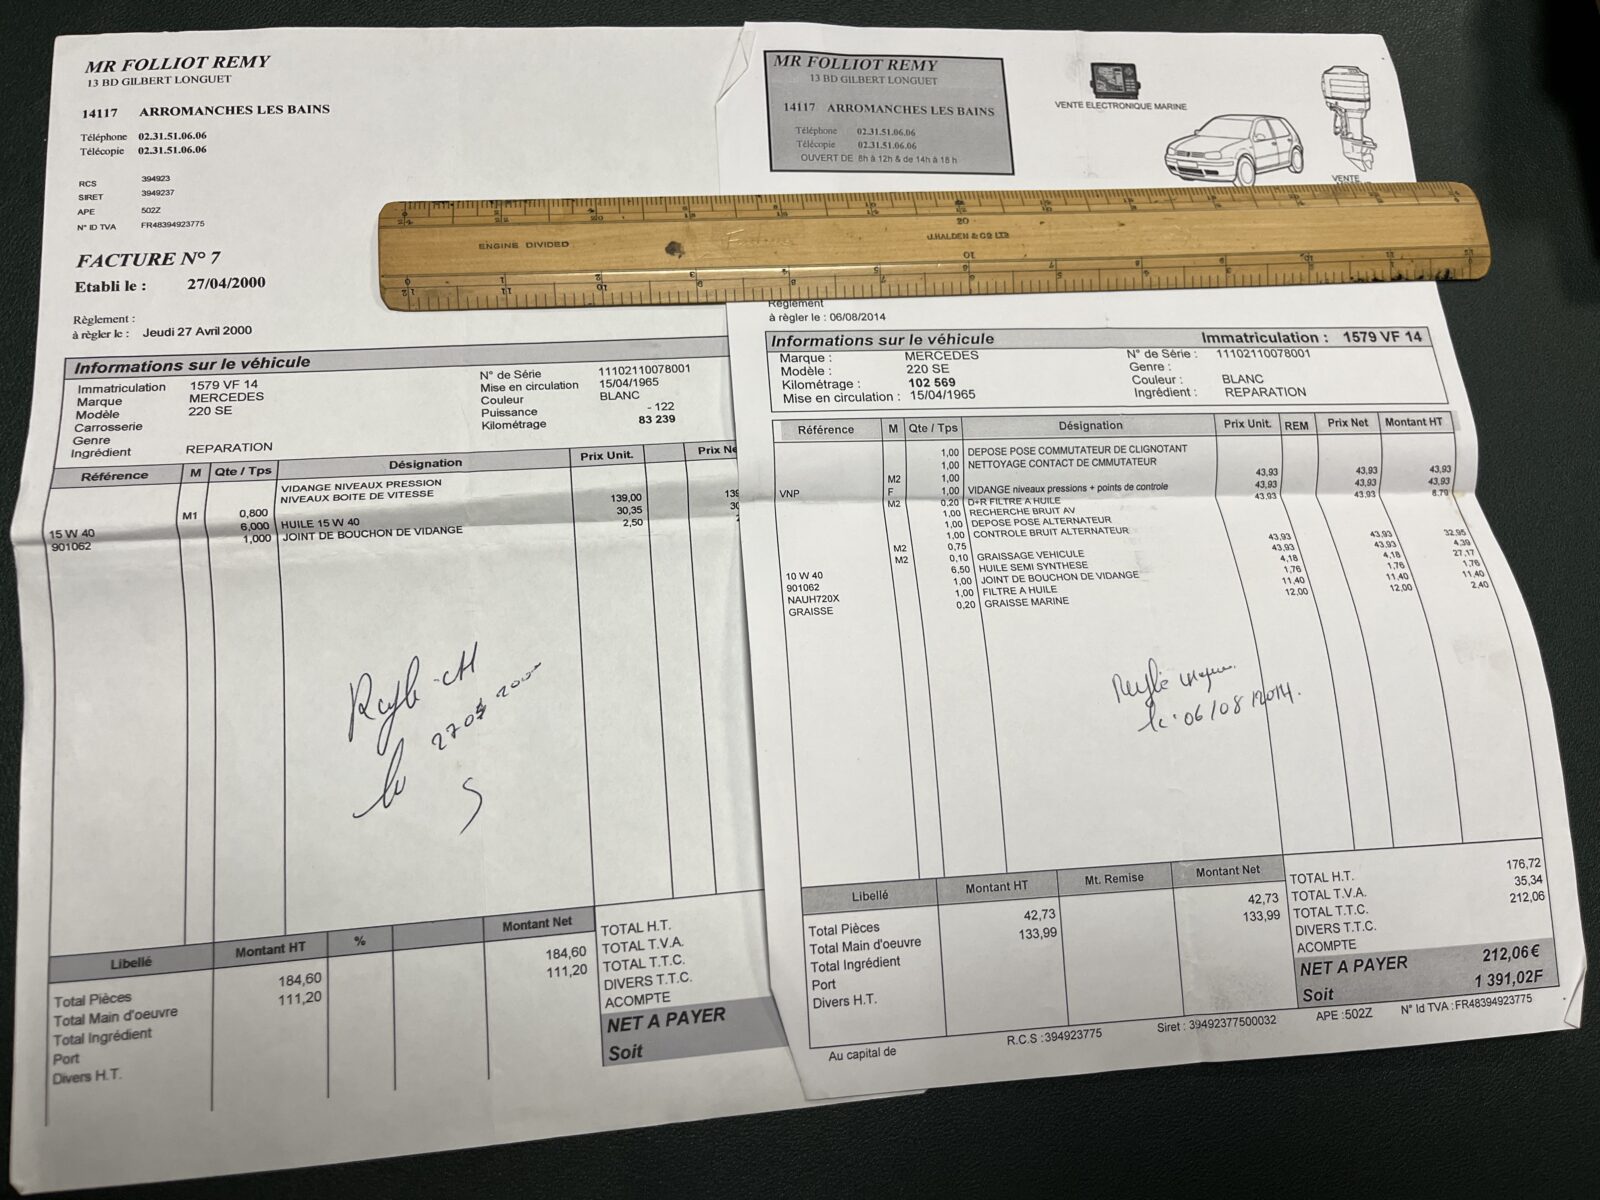 MR FOLLIOT REMY
13 BD GILBERT LONGUET
14117 ARROMANCHES LES BAINS
Téléphone 02.31.51.06.06
Télécopie 02.31.51.06.06
RCS 394923
SIRET 3949237
APE 502Z
N° ID TVA FR48394923775
FACTURE N° 7
Etabli le : 27/04/2000
Règlement :
à régler le : Jeudi 27 Avril 2000
Informations sur le véhicule
Immatriculation 1579 VF 14
Marque MERCEDES
Modèle 220 SE
Carrosserie
Genre
Ingrédient REPARATION
N° de Série 11102110078001
Mise en circulation 15/04/1965
Couleur BLANC
Puissance - 122
Kilométrage 83 239
Référence M Qte / Tps Désignation Prix Unit. Prix Ne
VIDANGE NIVEAUX PRESSION
NIVEAUX BOITE DE VITESSE
M1 0,800 139,00 139
15 W 40 6,000 HUILE 15 W 40 30,35 30
901062 1,000 JOINT DE BOUCHON DE VIDANGE 2,50 2
le
Libellé Montant HT % Montant Net
Total Pièces 184,60 184,60
Total Main d'oeuvre 111,20 111,20
Total Ingrédient
Port
Divers H.T.
TOTAL H.T.
TOTAL T.V.A.
TOTAL T.T.C.
DIVERS T.T.C.
ACOMPTE
NET A PAYER
Soit
MR FOLLIOT REMY
13 BD GILBERT LONGUET
14117 ARROMANCHES LES BAINS
Téléphone 02.31.51.06.06
Télécopie 02.31.51.06.06
OUVERT DE 8h à 12h & de 14h à 18 h
VENTE ELECTRONIQUE MARINE
VENTE
ENGINE DIVIDED
J.HALDEN & CO LTD
Règlement
à régler le : 06/08/2014
Informations sur le véhicule Immatriculation : 1579 VF 14
Marque : MERCEDES
Modèle : 220 SE
Kilométrage : 102 569
Mise en circulation : 15/04/1965
N° de Série : 11102110078001
Genre :
Couleur : BLANC
Ingrédient : REPARATION
Référence M Qte / Tps Désignation Prix Unit. REM Prix Net Montant HT
1,00 DEPOSE POSE COMMUTATEUR DE CLIGNOTANT
1,00 NETTOYAGE CONTACT DE CMMUTATEUR
M2 1,00 43,93 43,93 43,93
VNP F 1,00 VIDANGE niveaux pressions + points de controle 43,93 43,93 43,93
M2 0,20 D+R FILTRE A HUILE 43,93 43,93 8,79
1,00 RECHERCHE BRUIT AV
1,00 DEPOSE POSE ALTERNATEUR
1,00 CONTROLE BRUIT ALTERNATEUR
M2 0,75 43,93 43,93 32,95
M2 0,10 GRAISSAGE VEHICULE 43,93 43,93 4,39
10 W 40 6,50 HUILE SEMI SYNTHESE 4,18 4,18 27,17
901062 1,00 JOINT DE BOUCHON DE VIDANGE 1,76 1,76 1,76
NAUH720X 1,00 FILTRE A HUILE 11,40 11,40 11,40
GRAISSE 0,20 GRAISSE MARINE 12,00 12,00 2,40
Reglé
le : 06/08/2014.
Libellé Montant HT Mt. Remise Montant Net
Total Pièces 42,73 42,73
Total Main d'oeuvre 133,99 133,99
Total Ingrédient
Port
Divers H.T.
TOTAL H.T. 176,72
TOTAL T.V.A. 35,34
TOTAL T.T.C. 212,06
DIVERS T.T.C.
ACOMPTE
NET A PAYER 212,06€
Soit 1 391,02F
Au capital de R.C.S :394923775 Siret : 39492377500032 APE :502Z N° Id TVA :FR48394923775